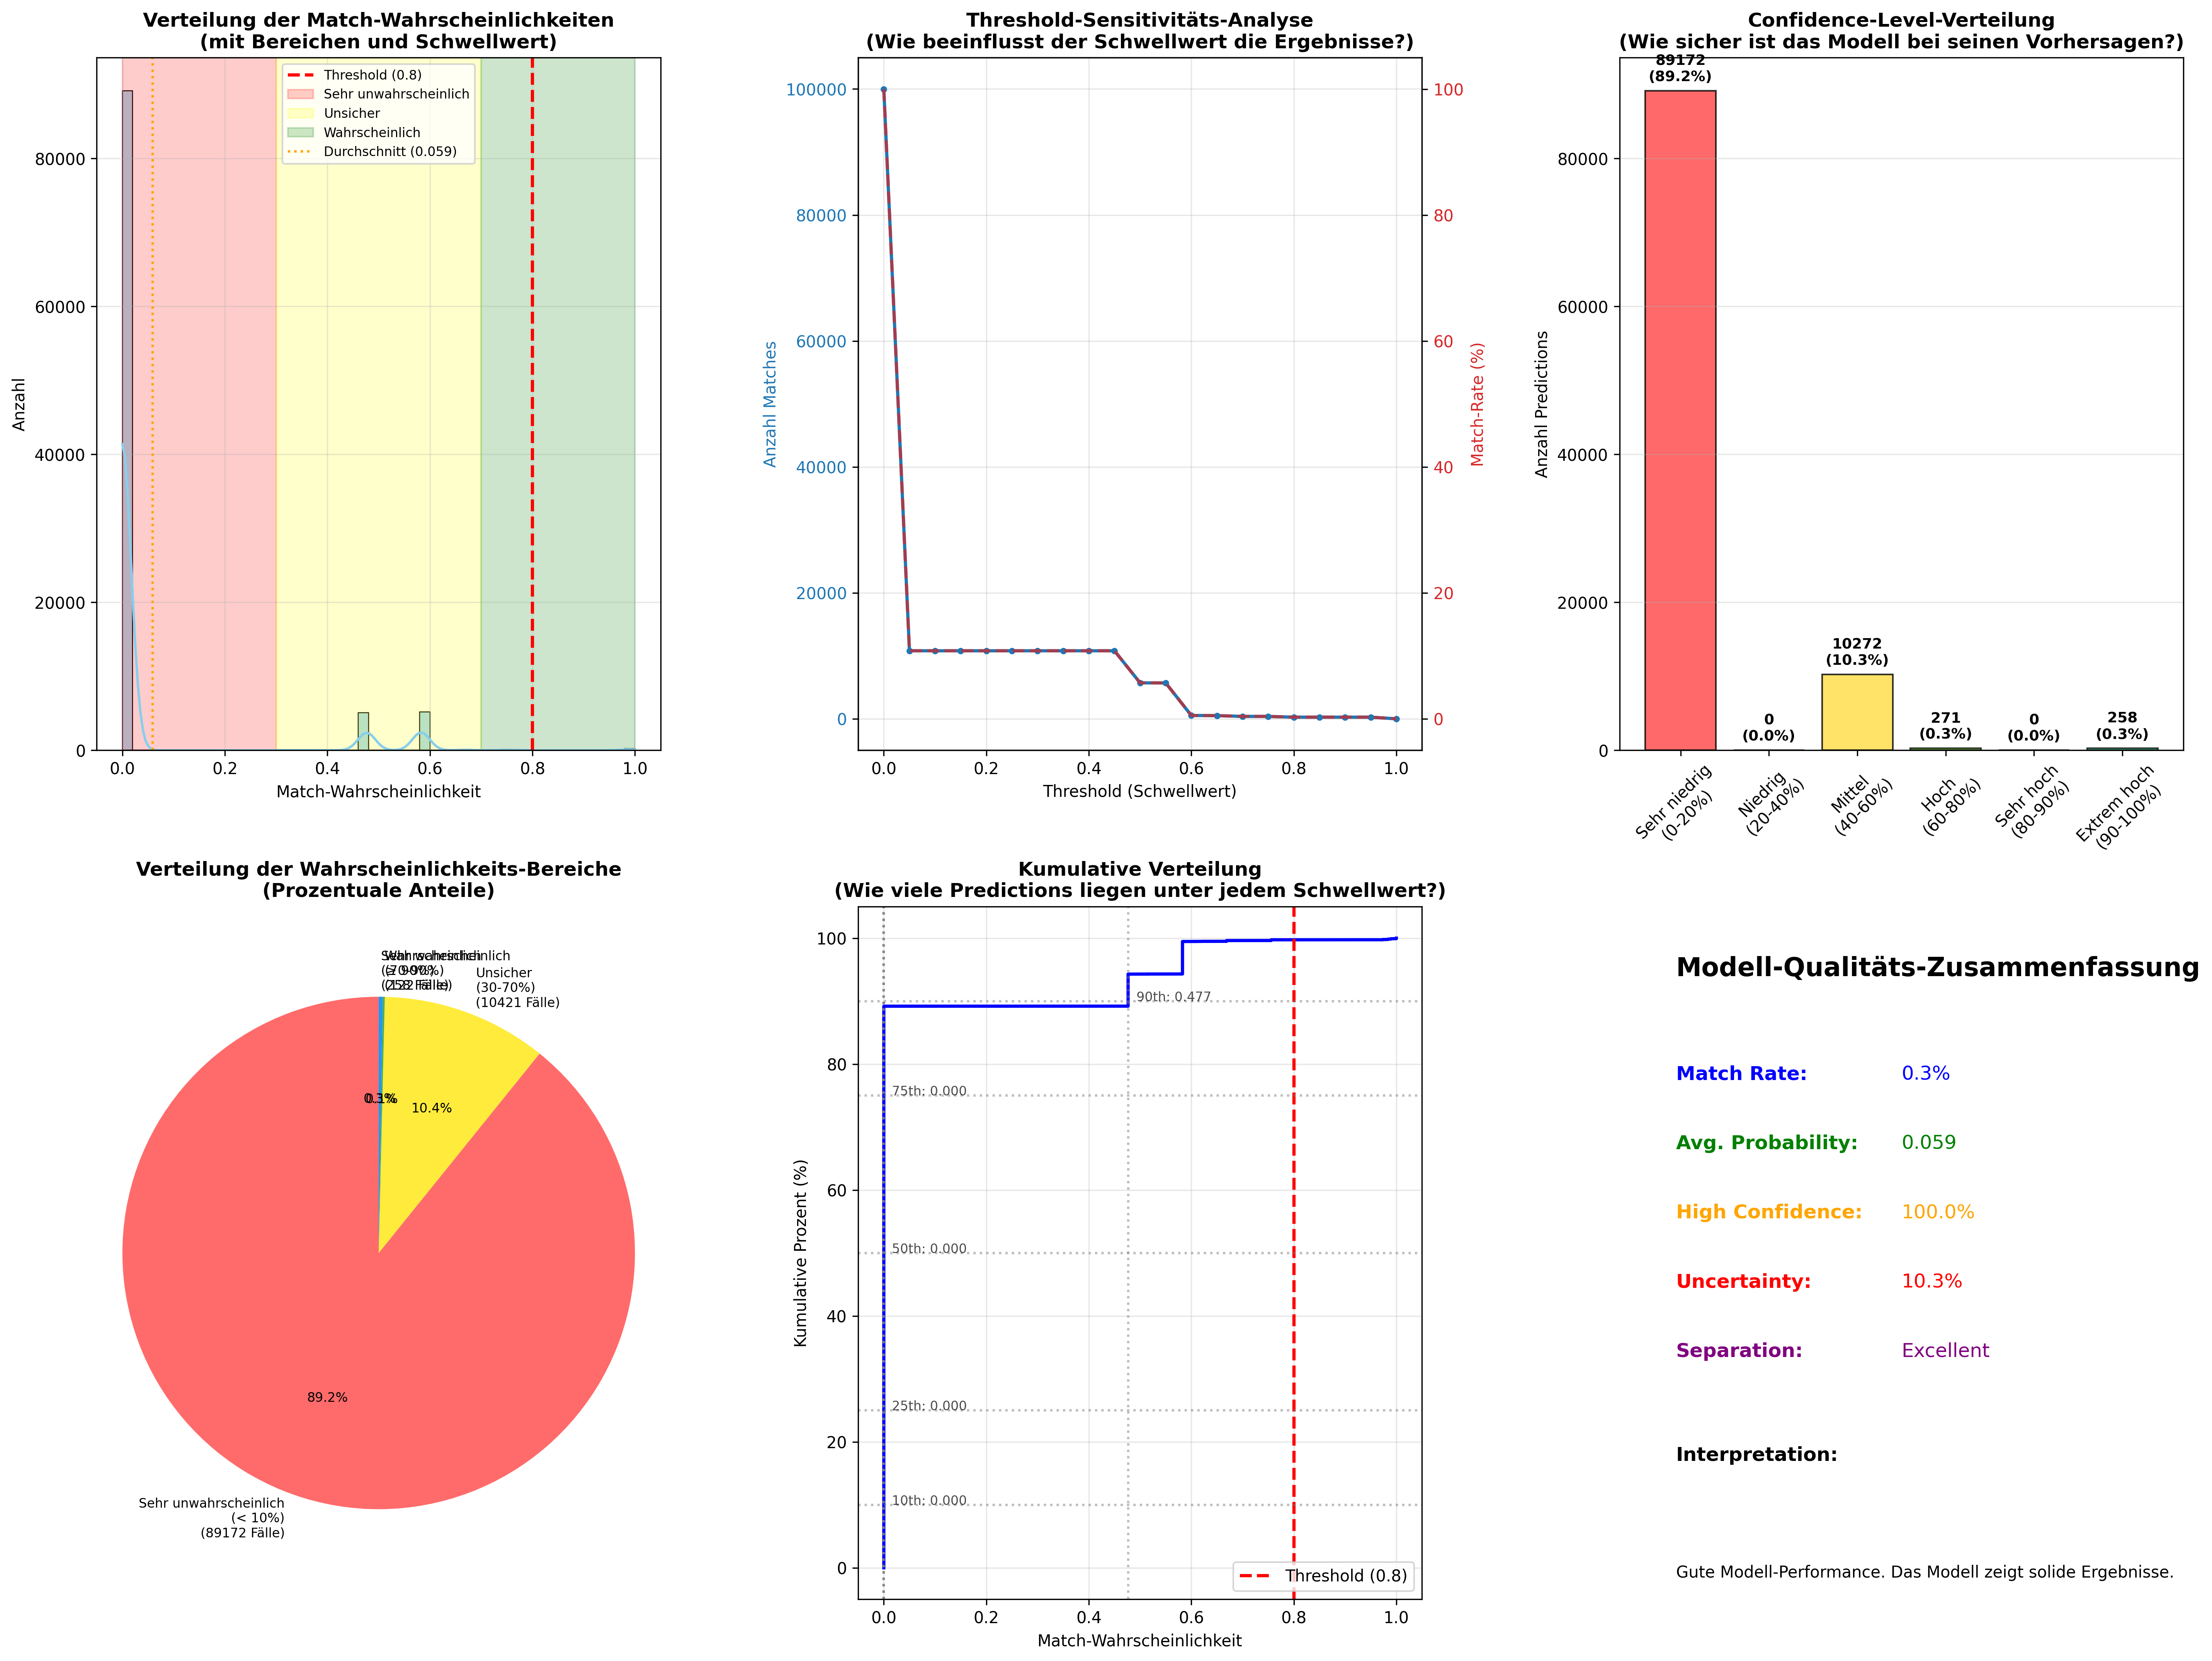 Verteilung der Match-Wahrscheinlichkeiten
(mit Bereichen und Schwellwert)
Threshold (0.8)
Sehr unwahrscheinlich
Unsicher
Wahrscheinlich
Durchschnitt (0.059)
Anzahl
80000
60000
40000
20000
0
0.0 0.2 0.4 0.6 0.8 1.0
Match-Wahrscheinlichkeit
Threshold-Sensitivitäts-Analyse
(Wie beeinflusst der Schwellwert die Ergebnisse?)
Anzahl Matches
100000
80000
60000
40000
20000
0
Match-Rate (%)
100
80
60
40
20
0
0.0 0.2 0.4 0.6 0.8 1.0
Threshold (Schwellwert)
Confidence-Level-Verteilung
(Wie sicher ist das Modell bei seinen Vorhersagen?)
Anzahl Predictions
80000
60000
40000
20000
0
89172
(89.2%)
0
(0.0%)
10272
(10.3%)
271
(0.3%)
0
(0.0%)
258
(0.3%)
Sehr niedrig
(0-20%)
Niedrig
(20-40%)
Mittel
(40-60%)
Hoch
(60-80%)
Sehr hoch
(80-90%)
Extrem hoch
(90-100%)
Verteilung der Wahrscheinlichkeits-Bereiche
(Prozentuale Anteile)
Unsicher
(30-70%)
(10421 Fälle)
10.4%
89.2%
Sehr unwahrscheinlich
(< 10%)
(89172 Fälle)
Kumulative Verteilung
(Wie viele Predictions liegen unter jedem Schwellwert?)
Kumulative Prozent (%)
100
80
60
40
20
0
90th: 0.477
75th: 0.000
50th: 0.000
25th: 0.000
10th: 0.000
Threshold (0.8)
0.0 0.2 0.4 0.6 0.8 1.0
Match-Wahrscheinlichkeit
Modell-Qualitäts-Zusammenfassung
Match Rate: 0.3%
Avg. Probability: 0.059
High Confidence: 100.0%
Uncertainty: 10.3%
Separation: Excellent
Interpretation:
Gute Modell-Performance. Das Modell zeigt solide Ergebnisse.